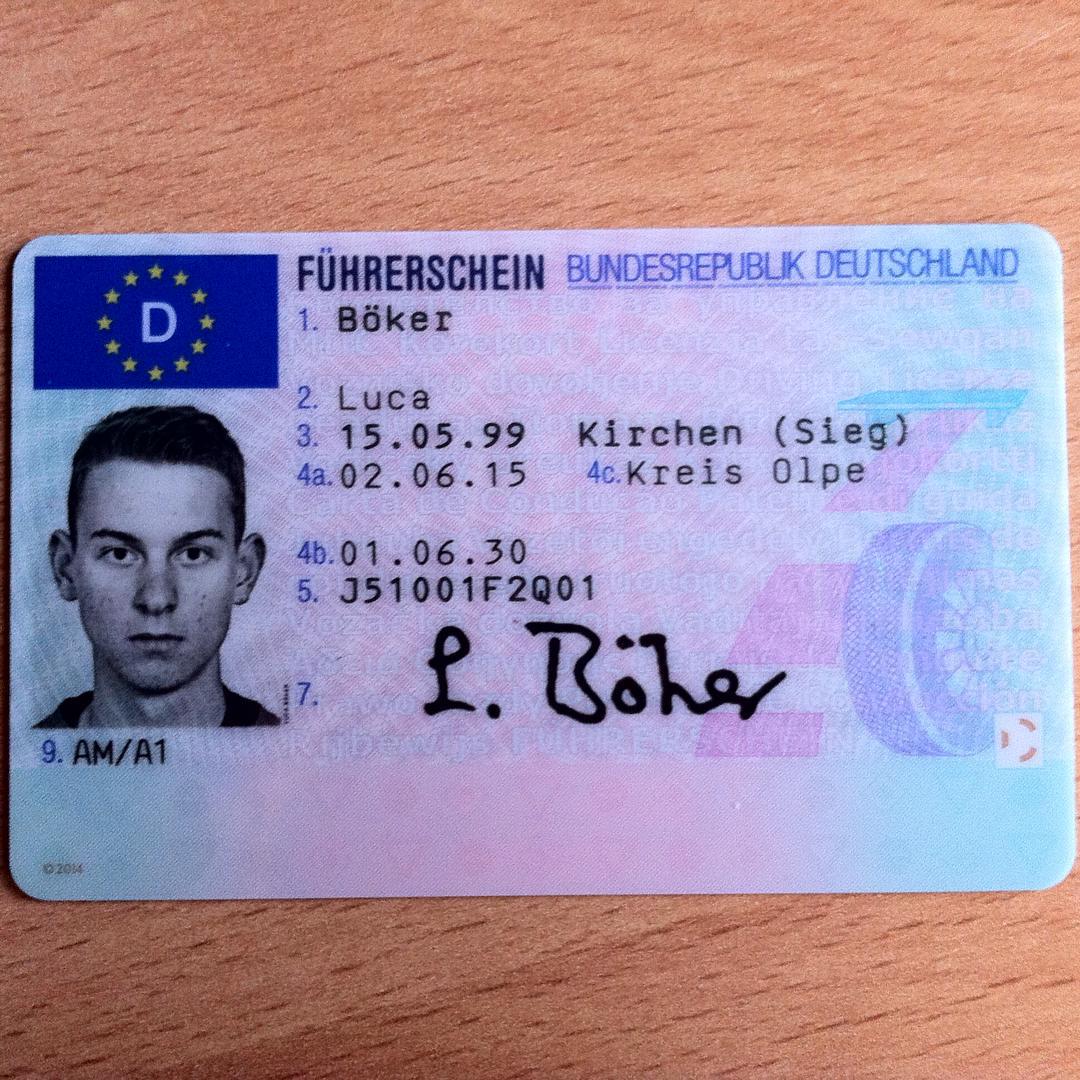 FÜHRERSCHEIN BUNDESREPUBLIK DEUTSCHLAND
D
1. Böker
2. Luca
3. 15.05.99 Kirchen (Sieg)
4a. 02.06.15 4c. Kreis Olpe
4b. 01.06.30
5. J51001F2Q01
7. L. Böker
9. AM/A1
©2014